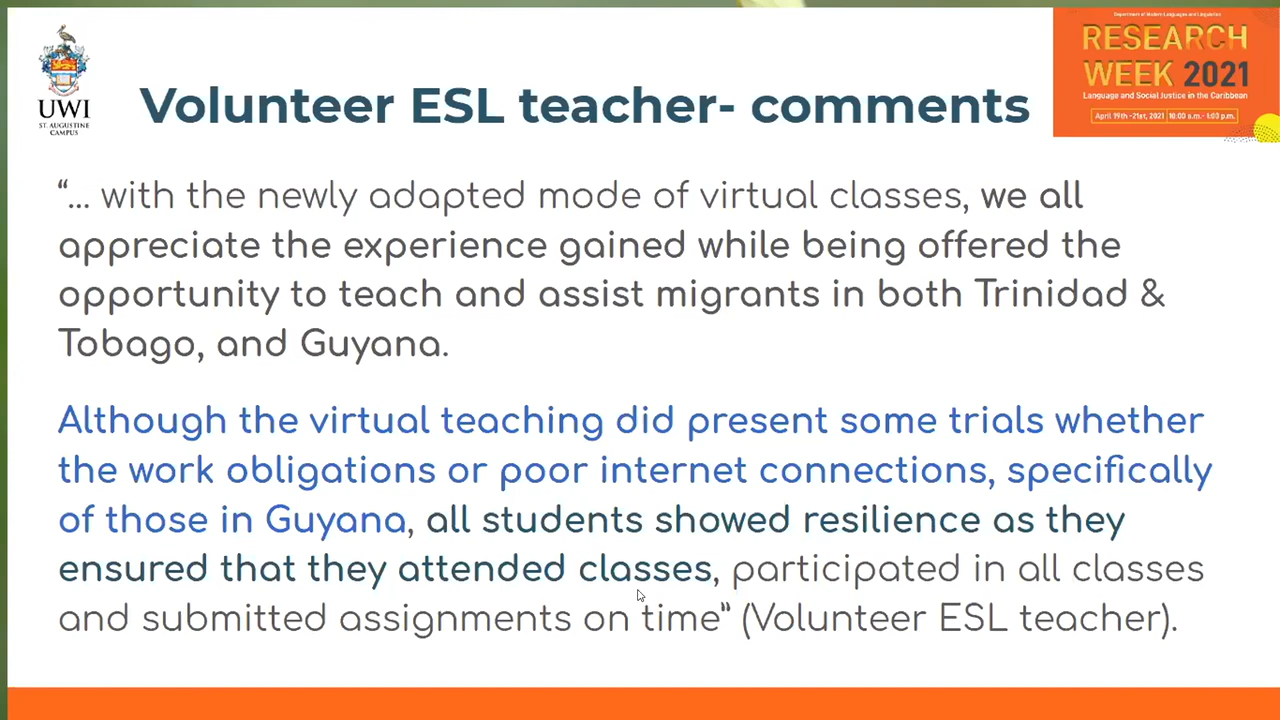 UWI
ST. AUGUSTINE
CAMPUS
Volunteer ESL teacher- comments
Department of Modern Languages and Linguistics
RESEARCH
WEEK 2021
Language and Social Justice in the Caribbean
April 19th -21st, 2021 10:00 a.m.- 1:00 p.m.
“... with the newly adapted mode of virtual classes, we all
appreciate the experience gained while being offered the
opportunity to teach and assist migrants in both Trinidad &
Tobago, and Guyana.
Although the virtual teaching did present some trials whether
the work obligations or poor internet connections, specifically
of those in Guyana, all students showed resilience as they
ensured that they attended classes, participated in all classes
and submitted assignments on time” (Volunteer ESL teacher).